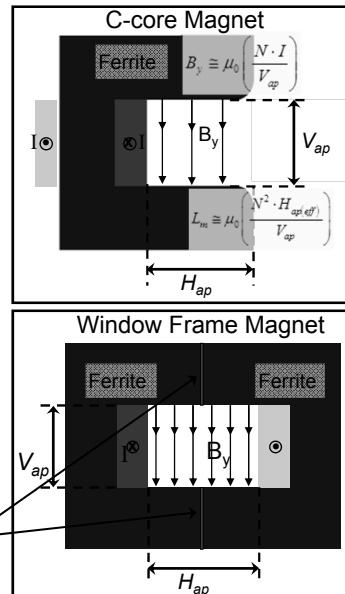 C-core Magnet
Ferrite
B_y ≅ μ_0 (N · I / V_ap)
I
I
B_y
V_ap
L_m ≅ μ_0 (N^2 · H_ap(eff) / V_ap)
H_ap
Window Frame Magnet
Ferrite Ferrite
V_ap
I
B_y
H_ap